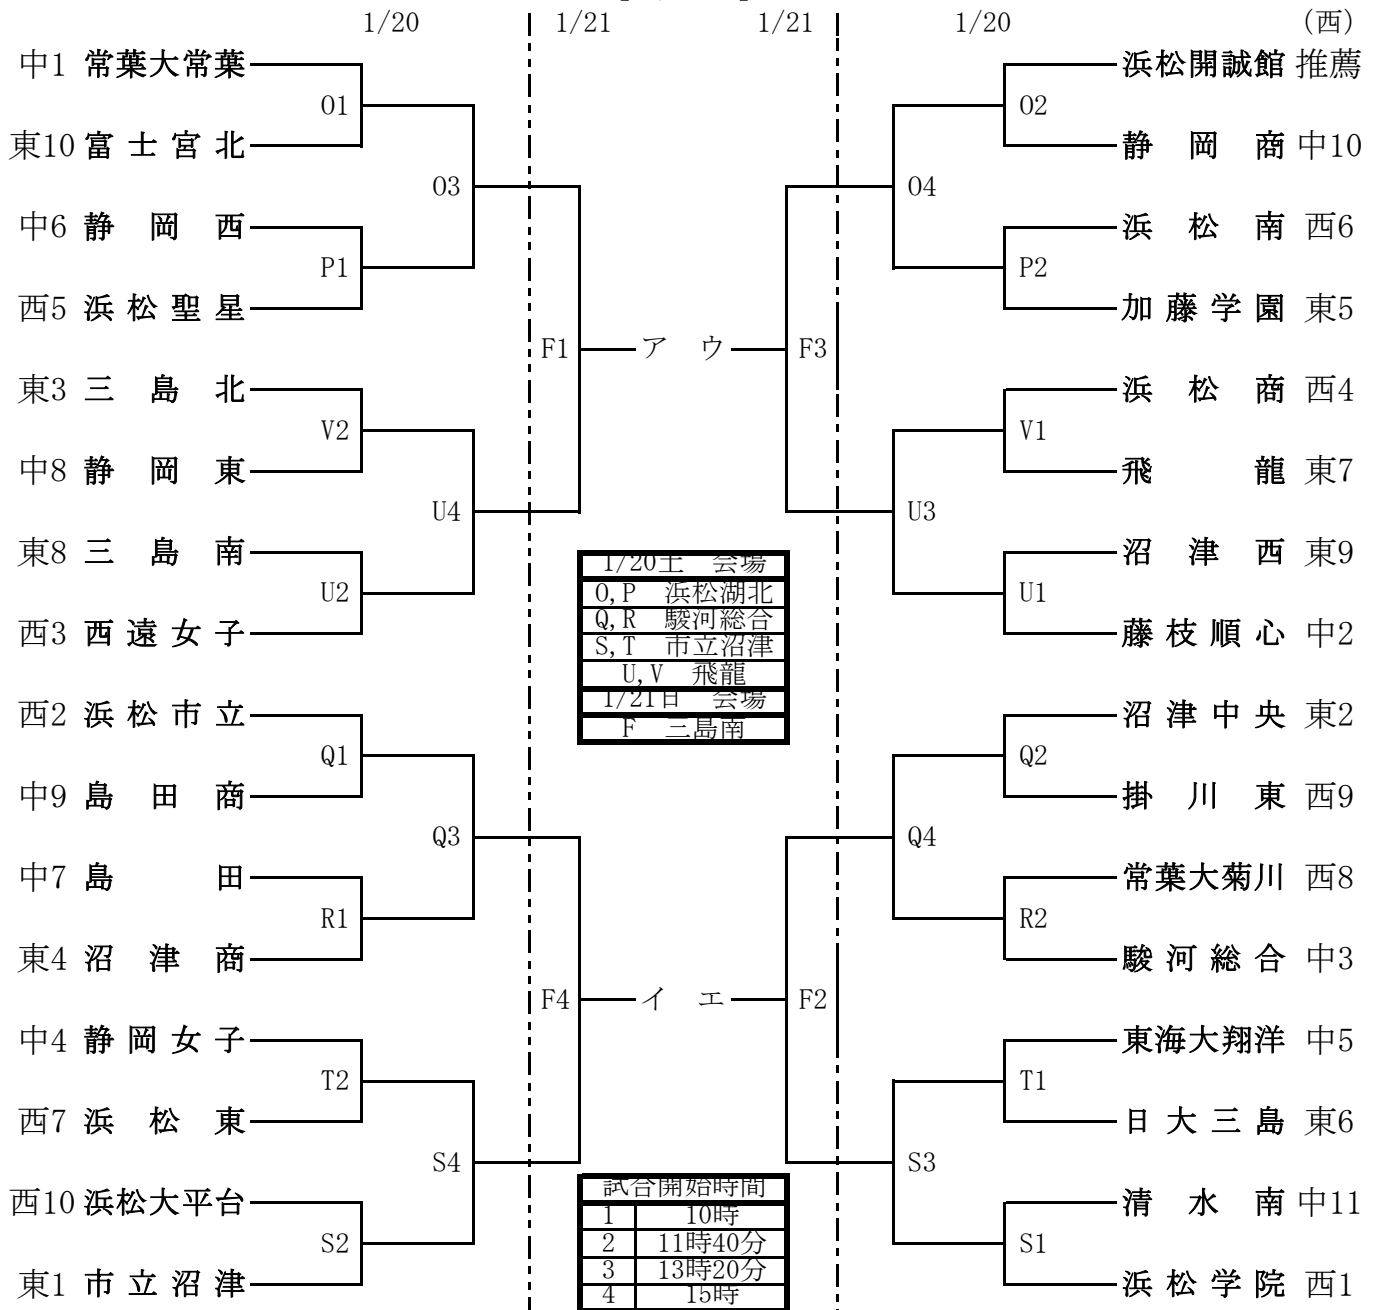 1/20 1/21 1/21 1/20 (西)
中1 常葉大常葉 浜松開誠館 推薦
O1 O2
東10 富士宮北 静岡商 中10
O3 O4
中6 静岡西 浜松南 西6
P1 P2
西5 浜松聖星 加藤学園 東5
F1 ア ウ F3
東3 三島北 浜松商 西4
V2 V1
中8 静岡東 飛龍 東7
U4 U3
東8 三島南 沼津西 東9
1/20土 会場
U2 O,P 浜松湖北 U1
Q,R 駿河総合
西3 西遠女子 藤枝順心 中2
S,T 市立沼津
U,V 飛龍
1/21日 会場
西2 浜松市立 沼津中央 東2
F 三島南
Q1 Q2
中9 島田商 掛川東 西9
Q3 Q4
中7 島田 常葉大菊川 西8
R1 R2
東4 沼津商 駿河総合 中3
F4 イ エ F2
中4 静岡女子 東海大翔洋 中5
T2 T1
西7 浜松東 日大三島 東6
S4 S3
試合開始時間
西10 浜松大平台 清水南 中11
1 10時
S2 2 11時40分 S1
3 13時20分
東1 市立沼津 浜松学院 西1
4 15時